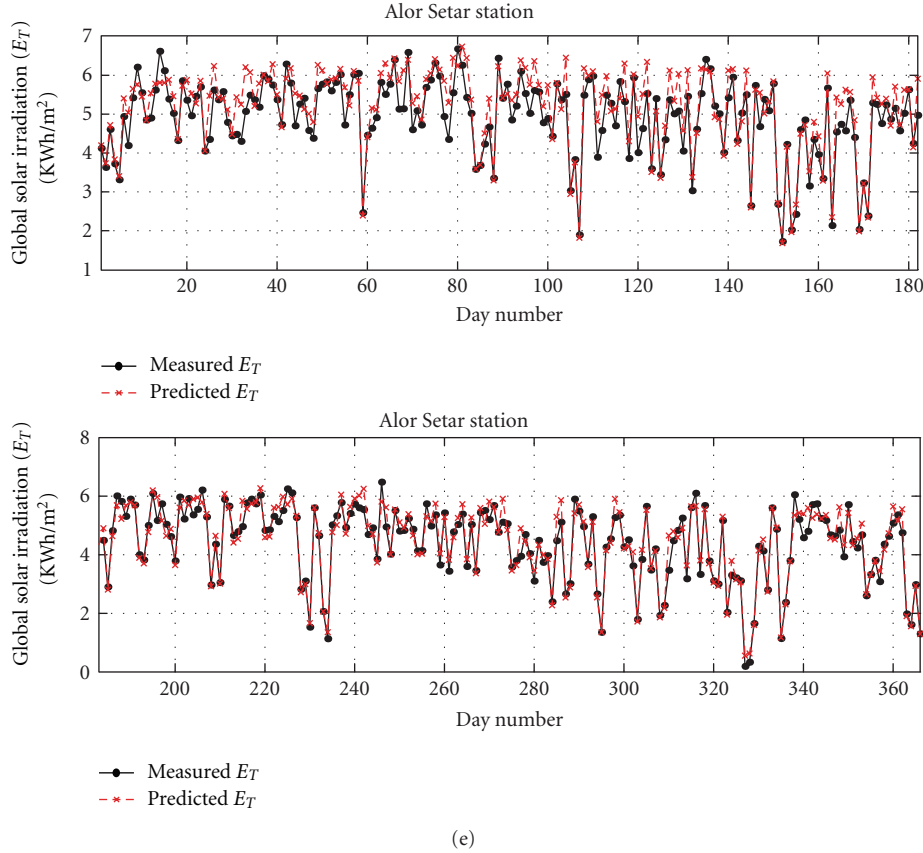 Alor Setar station
Global solar irradiation (E_T)
(KWh/m²)
7
6
5
4
3
2
1
20 40 60 80 100 120 140 160 180
Day number
Measured E_T
Predicted E_T
Alor Setar station
Global solar irradiation (E_T)
(KWh/m²)
8
6
4
2
0
200 220 240 260 280 300 320 340 360
Day number
Measured E_T
Predicted E_T
(e)